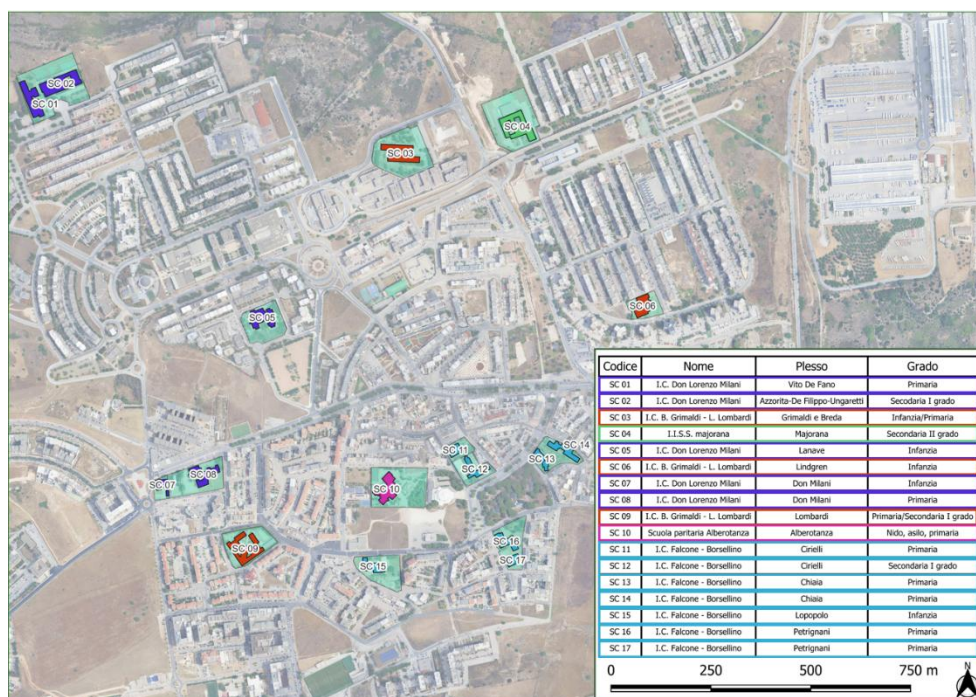 SC 02
SC 01
SC 04
SC 03
SC 05
SC 06
SC 11
SC 14
SC 13
SC 12
SC 08
SC 07
SC 10
SC 16
SC 09
SC 17
SC 15
Codice Nome Plesso Grado
SC 01 I.C. Don Lorenzo Milani Vito De Fano Primaria
SC 02 I.C. Don Lorenzo Milani Azzorita-De Filippo-Ungaretti Secodaria I grado
SC 03 I.C. B. Grimaldi - L. Lombardi Grimaldi e Breda Infanzia/Primaria
SC 04 I.I.S.S. majorana Majorana Secondaria II grado
SC 05 I.C. Don Lorenzo Milani Lanave Infanzia
SC 06 I.C. B. Grimaldi - L. Lombardi Lindgren Infanzia
SC 07 I.C. Don Lorenzo Milani Don Milani Infanzia
SC 08 I.C. Don Lorenzo Milani Don Milani Primaria
SC 09 I.C. B. Grimaldi - L. Lombardi Lombardi Primaria/Secondaria I grado
SC 10 Scuola paritaria Alberotanza Alberotanza Nido, asilo, primaria
SC 11 I.C. Falcone - Borsellino Cirielli Primaria
SC 12 I.C. Falcone - Borsellino Cirielli Secondaria I grado
SC 13 I.C. Falcone - Borsellino Chiaia Primaria
SC 14 I.C. Falcone - Borsellino Chiaia Primaria
SC 15 I.C. Falcone - Borsellino Lopopolo Infanzia
SC 16 I.C. Falcone - Borsellino Petrignani Primaria
SC 17 I.C. Falcone - Borsellino Petrignani Primaria
0 250 500 750 m
N